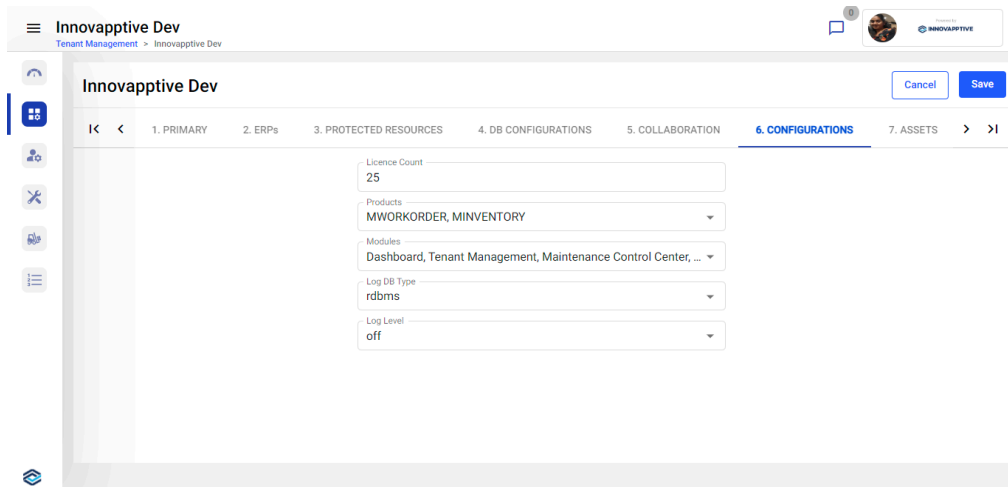 Innovapptive Dev
0
Powered by
INNOVAPPTIVE
Tenant Management > Innovapptive Dev
Innovapptive Dev
Cancel
Save
1. PRIMARY
2. ERPs
3. PROTECTED RESOURCES
4. DB CONFIGURATIONS
5. COLLABORATION
6. CONFIGURATIONS
7. ASSETS
Licence Count
25
Products
MWORKORDER, MINVENTORY
Modules
Dashboard, Tenant Management, Maintenance Control Center, ...
Log DB Type
rdbms
Log Level
off